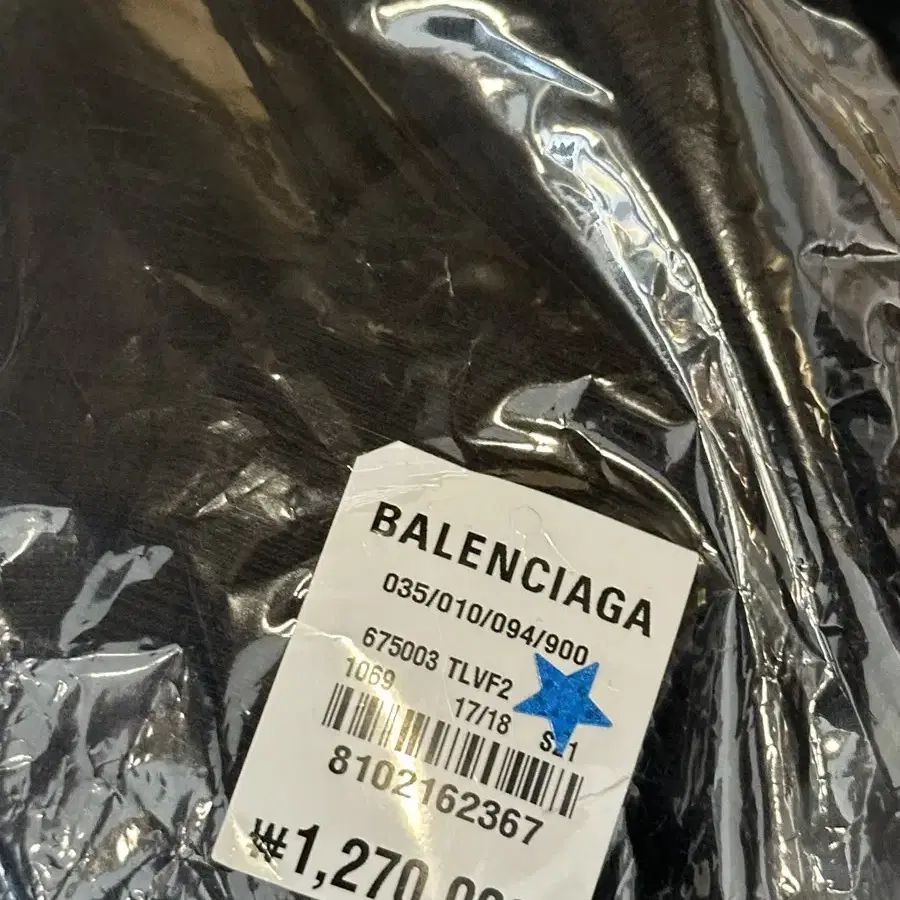 BALENCIAGA
035/010/094/900
675003 TLVF2
1069
17/18
8102162367
₩1,270,00